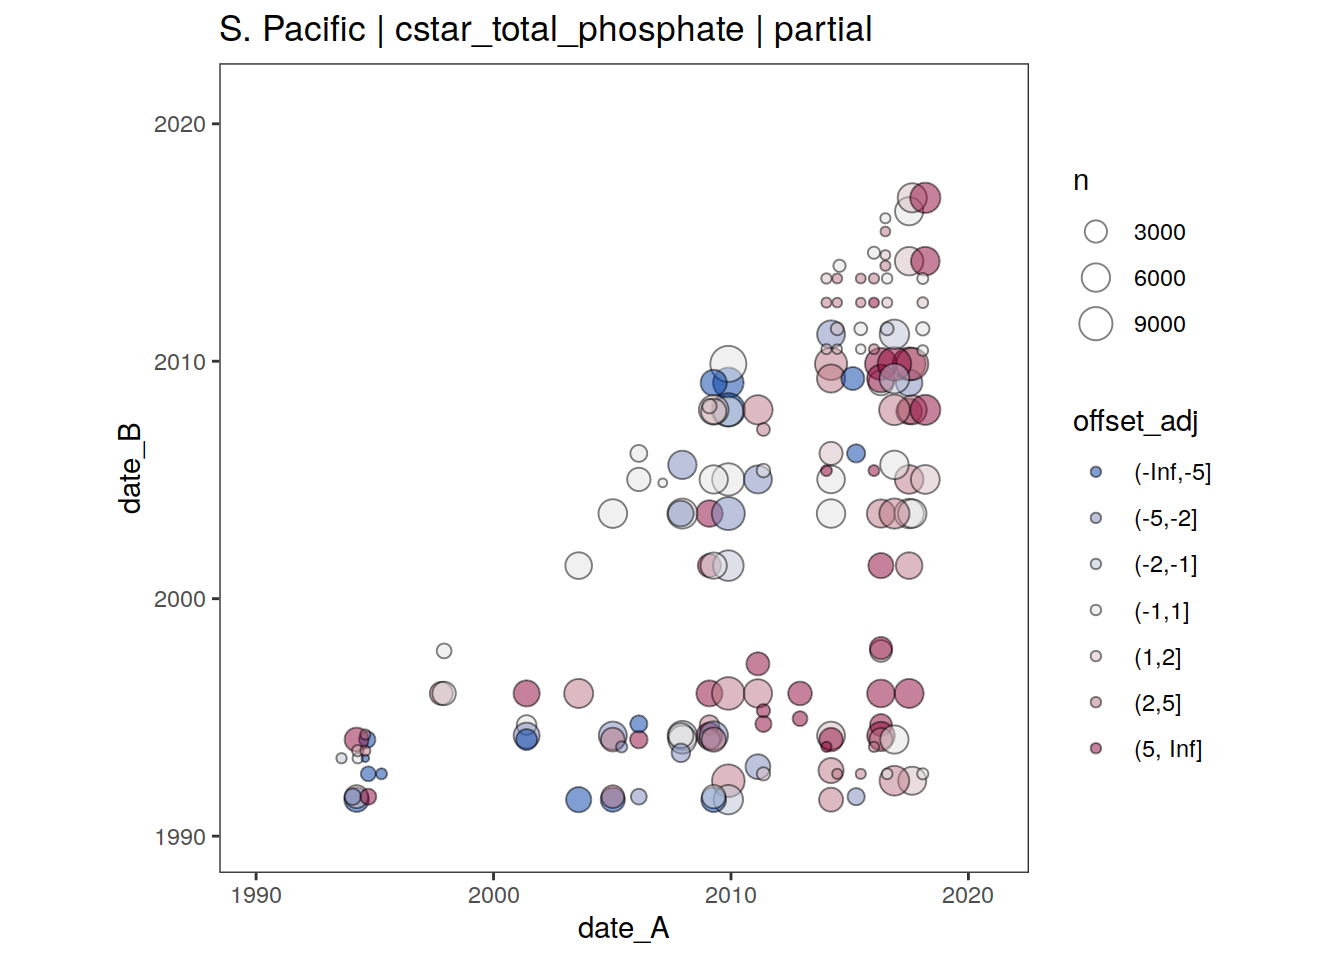 S. Pacific | cstar_total_phosphate | partial
2020
2010
2000
1990
date_B
1990 2000 2010 2020
date_A
n
3000
6000
9000
offset_adj
(-Inf,-5]
(-5,-2]
(-2,-1]
(-1,1]
(1,2]
(2,5]
(5, Inf]